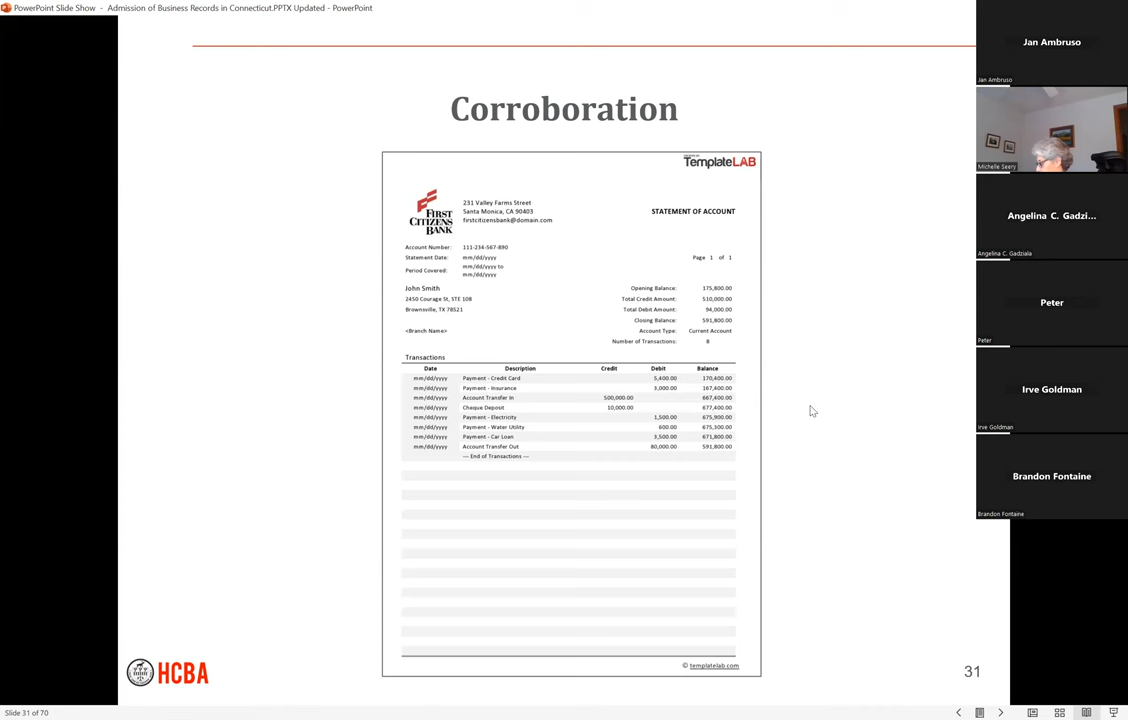 PowerPoint Slide Show - Admission of Business Records in Connecticut.PPTX Updated - PowerPoint
Corroboration
TemplateLAB
FIRST
CITIZENS
BANK
231 Valley Farms Street
Santa Monica, CA 90403
firstcitizensbank@domain.com
STATEMENT OF ACCOUNT
Account Number: 111-234-567-890
Statement Date: mm/dd/yyyy
Page 1 of 1
Period Covered: mm/dd/yyyy to
mm/dd/yyyy
John Smith
2450 Courage St, STE 108
Brownsville, TX 78521
<Branch Name>
Opening Balance: 175,800.00
Total Credit Amount: 510,000.00
Total Debit Amount: 94,000.00
Closing Balance: 591,800.00
Account Type: Current Account
Number of Transactions: 8
Transactions
Date Description Credit Debit Balance
mm/dd/yyyy Payment - Credit Card 5,400.00 170,400.00
mm/dd/yyyy Payment - Insurance 3,000.00 167,400.00
mm/dd/yyyy Account Transfer In 500,000.00 667,400.00
mm/dd/yyyy Cheque Deposit 10,000.00 677,400.00
mm/dd/yyyy Payment - Electricity 1,500.00 675,900.00
mm/dd/yyyy Payment - Water Utility 600.00 675,300.00
mm/dd/yyyy Payment - Car Loan 3,500.00 671,800.00
mm/dd/yyyy Account Transfer Out 80,000.00 591,800.00
--- End of Transactions ---
© templatelab.com
HCBA
31
Slide 31 of 70
Jan Ambruso
Jan Ambruso
Michelle Seery
Angelina C. Gadzi...
Angelina C. Gadziala
Peter
Peter
Irve Goldman
Irve Goldman
Brandon Fontaine
Brandon Fontaine